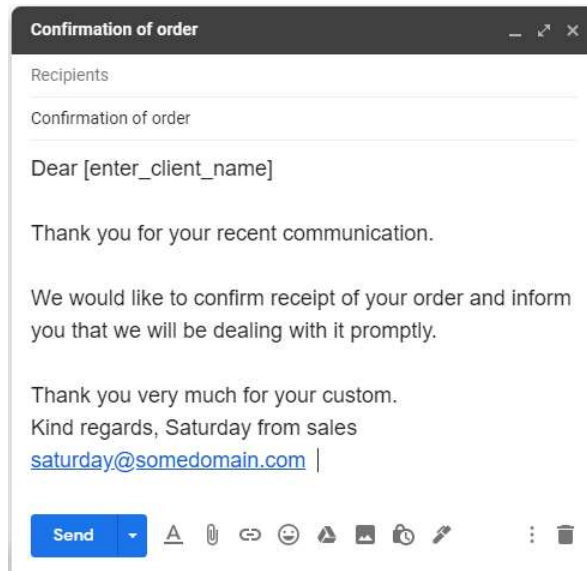 Confirmation of order
Recipients
Confirmation of order
Dear [enter_client_name]
Thank you for your recent communication.
We would like to confirm receipt of your order and inform
you that we will be dealing with it promptly.
Thank you very much for your custom.
Kind regards, Saturday from sales
saturday@somedomain.com
Send